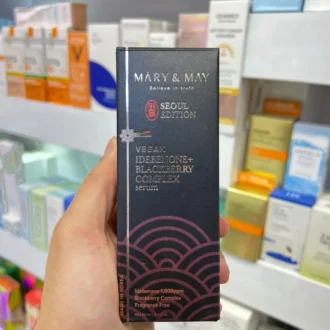 MARY & MAY
Believe in truth
SEOUL
EDITION
VEGAN
IDEBENONE+
BLACKBERRY
COMPLEX
serum
Idebenone 1,000ppm
Blackberry Complex
Fragrance Free